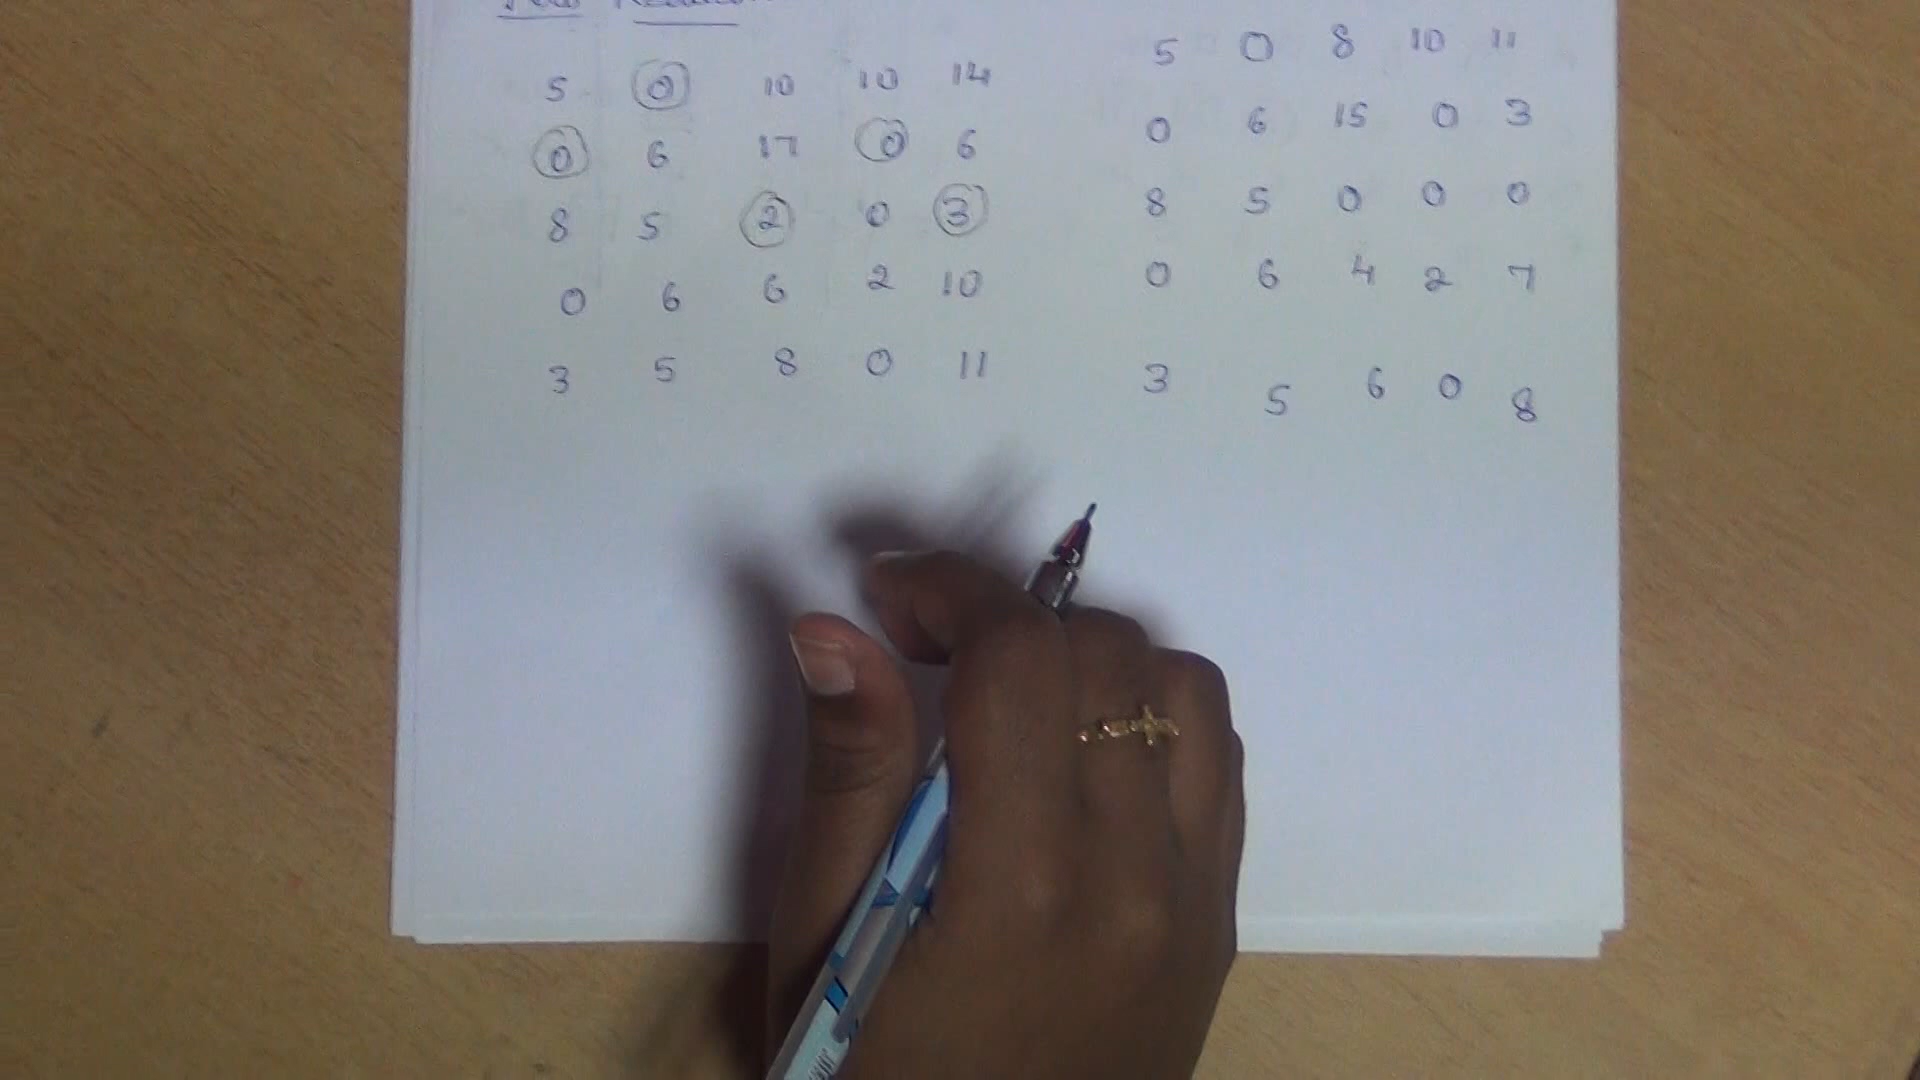 Row
5 0 10 10 14
0 6 17 0 6
8 5 2 0 3
0 6 6 2 10
3 5 8 0 11
5 0 8 10 11
0 6 15 0 3
8 5 0 0 0
0 6 4 2 7
3 5 6 0 8